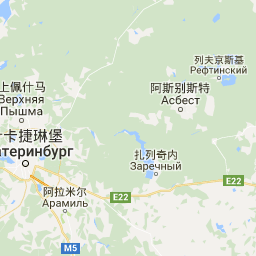 列夫京斯基
Рефтинский
上佩什马
Верхняя
Пышма
阿斯别斯特
Асбест
卡捷琳堡
атеринбург
扎列奇内
Заречный
E22
阿拉米尔
Арамиль
E22
M5